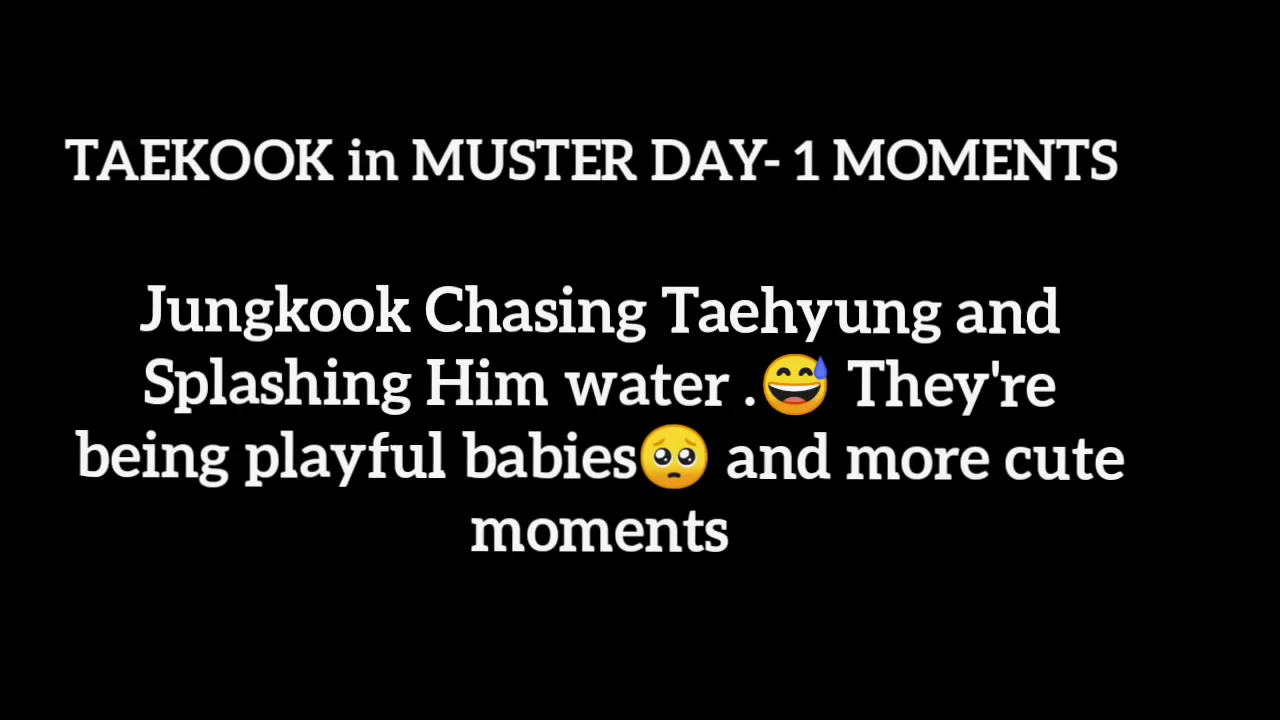 TAEKOOK in MUSTER DAY- 1 MOMENTS
Jungkook Chasing Taehyung and
Splashing Him water .😅 They're
being playful babies🥺 and more cute
moments